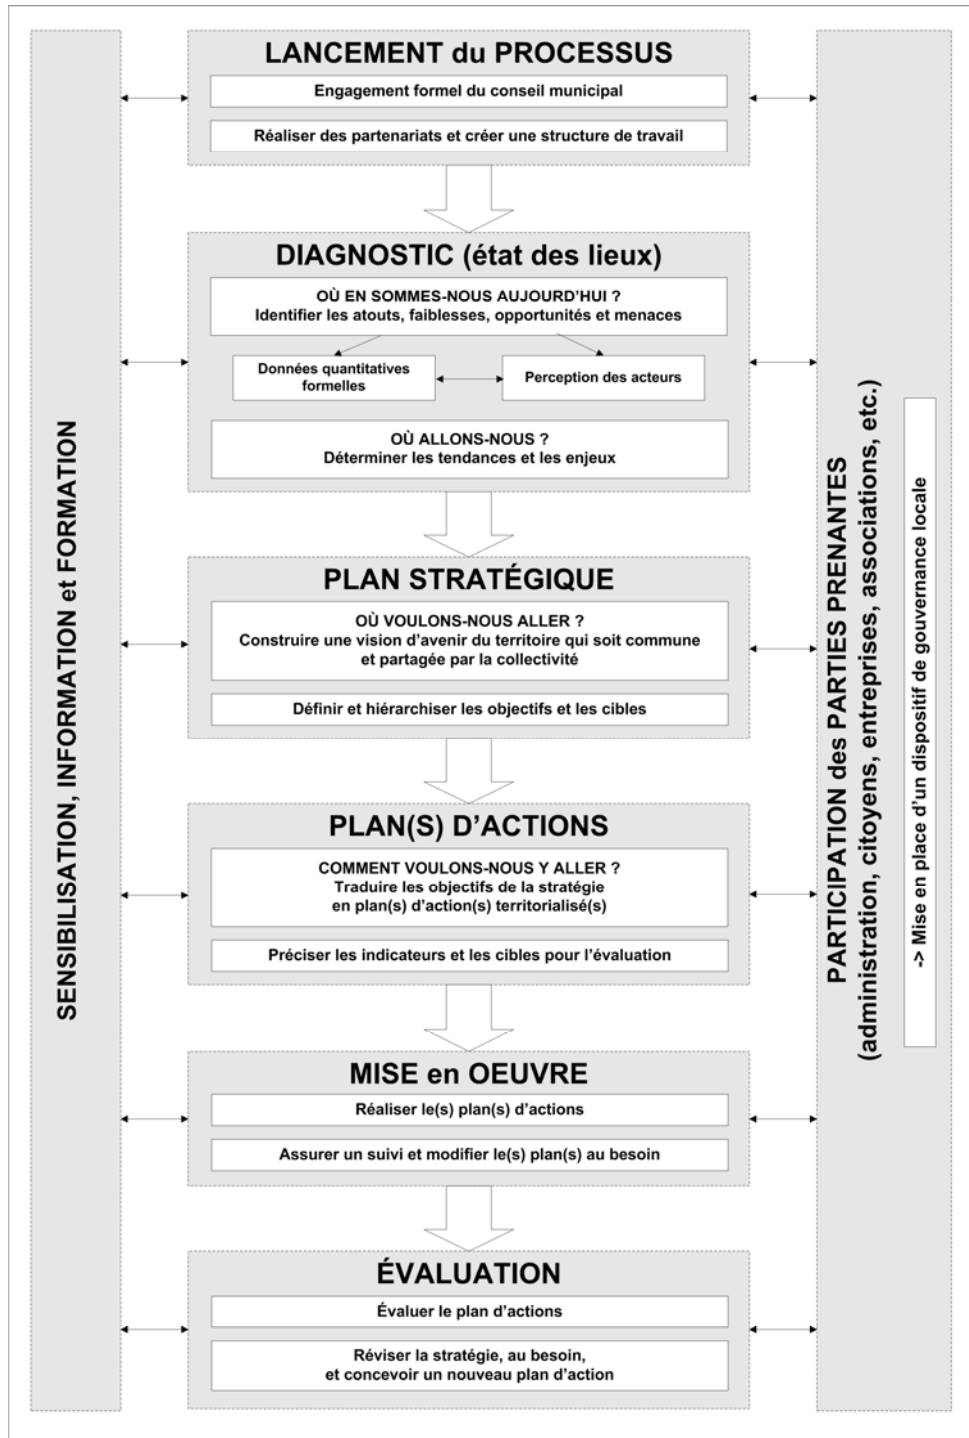 SENSIBILISATION, INFORMATION et FORMATION
LANCEMENT du PROCESSUS
Engagement formel du conseil municipal
Réaliser des partenariats et créer une structure de travail
DIAGNOSTIC (état des lieux)
OÙ EN SOMMES-NOUS AUJOURD’HUI ?
Identifier les atouts, faiblesses, opportunités et menaces
Données quantitatives
formelles
Perception des acteurs
OÙ ALLONS-NOUS ?
Déterminer les tendances et les enjeux
PLAN STRATÉGIQUE
OÙ VOULONS-NOUS ALLER ?
Construire une vision d’avenir du territoire qui soit commune
et partagée par la collectivité
Définir et hiérarchiser les objectifs et les cibles
PLAN(S) D’ACTIONS
COMMENT VOULONS-NOUS Y ALLER ?
Traduire les objectifs de la stratégie
en plan(s) d’action(s) territorialisé(s)
Préciser les indicateurs et les cibles pour l’évaluation
MISE en OEUVRE
Réaliser le(s) plan(s) d’actions
Assurer un suivi et modifier le(s) plan(s) au besoin
ÉVALUATION
Évaluer le plan d’actions
Réviser la stratégie, au besoin,
et concevoir un nouveau plan d’action
PARTICIPATION des PARTIES PRENANTES
(administration, citoyens, entreprises, associations, etc.)
-> Mise en place d’un dispositif de gouvernance locale